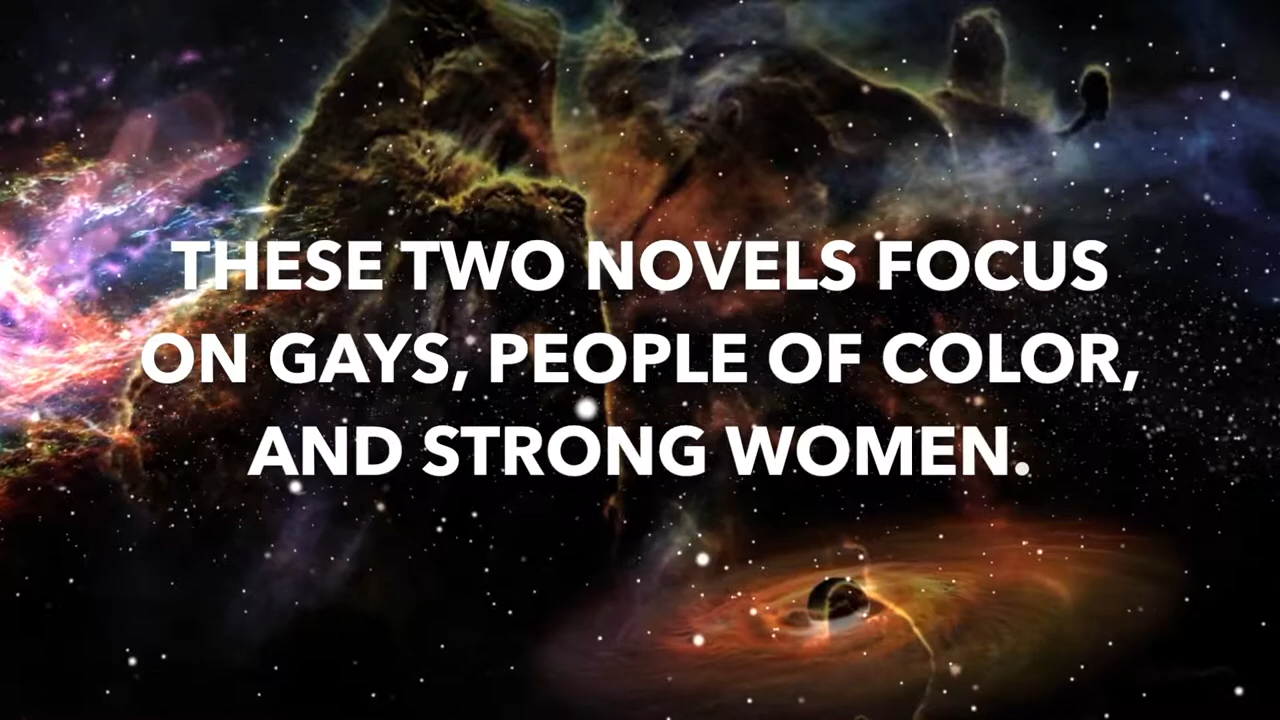 THESE TWO NOVELS FOCUS
ON GAYS, PEOPLE OF COLOR,
AND STRONG WOMEN.